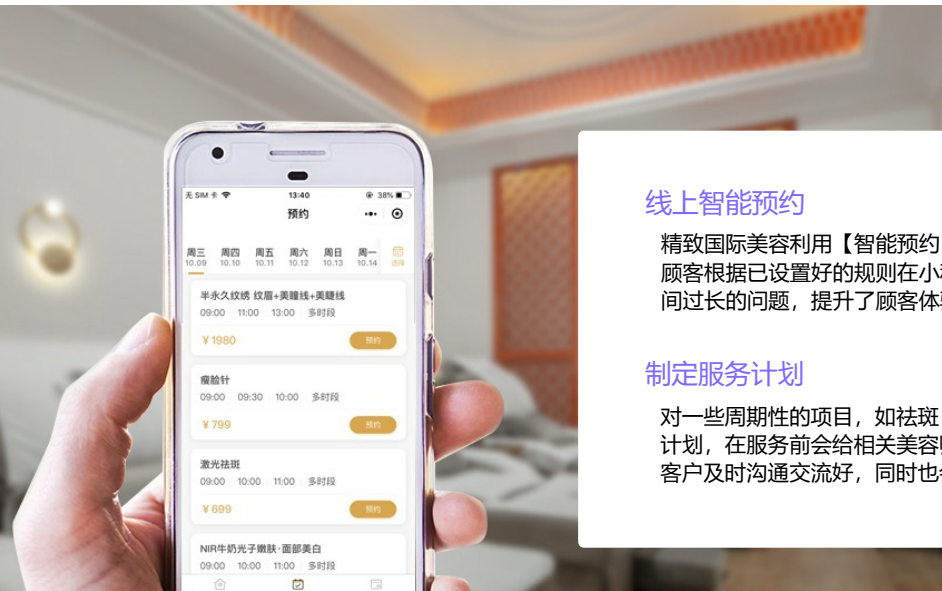 无 SIM 卡 13:40 38%
预约
周三 周四 周五 周六 周日 周一
10.09 10.10 10.11 10.12 10.13 10.14 选择
半永久纹绣 纹眉+美瞳线+美睫线
09:00 11:00 13:00 多时段
¥1980 预约
瘦脸针
09:00 09:30 10:00 多时段
¥799 预约
激光祛斑
09:00 10:00 11:00 多时段
¥699 预约
NIR牛奶光子嫩肤·面部美白
09:00 10:00 11:00 多时段
线上智能预约
精致国际美容利用【智能预约
顾客根据已设置好的规则在小
间过长的问题，提升了顾客体
制定服务计划
对一些周期性的项目，如祛斑
计划，在服务前会给相关美容
客户及时沟通交流好，同时也